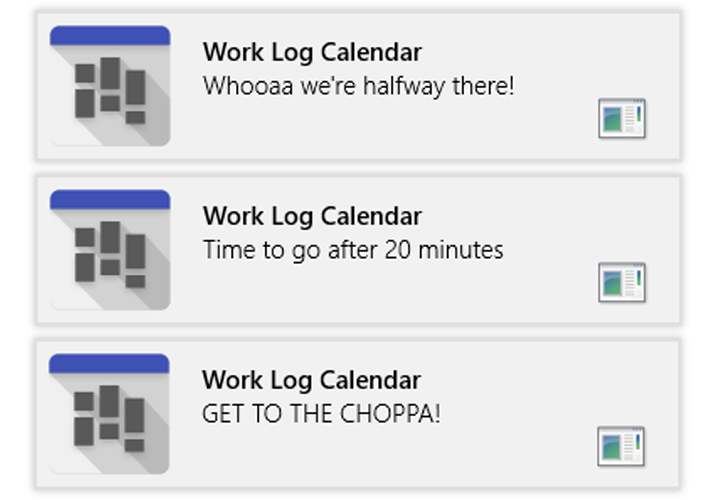 Work Log Calendar
Whooaa we're halfway there!
Work Log Calendar
Time to go after 20 minutes
Work Log Calendar
GET TO THE CHOPPA!